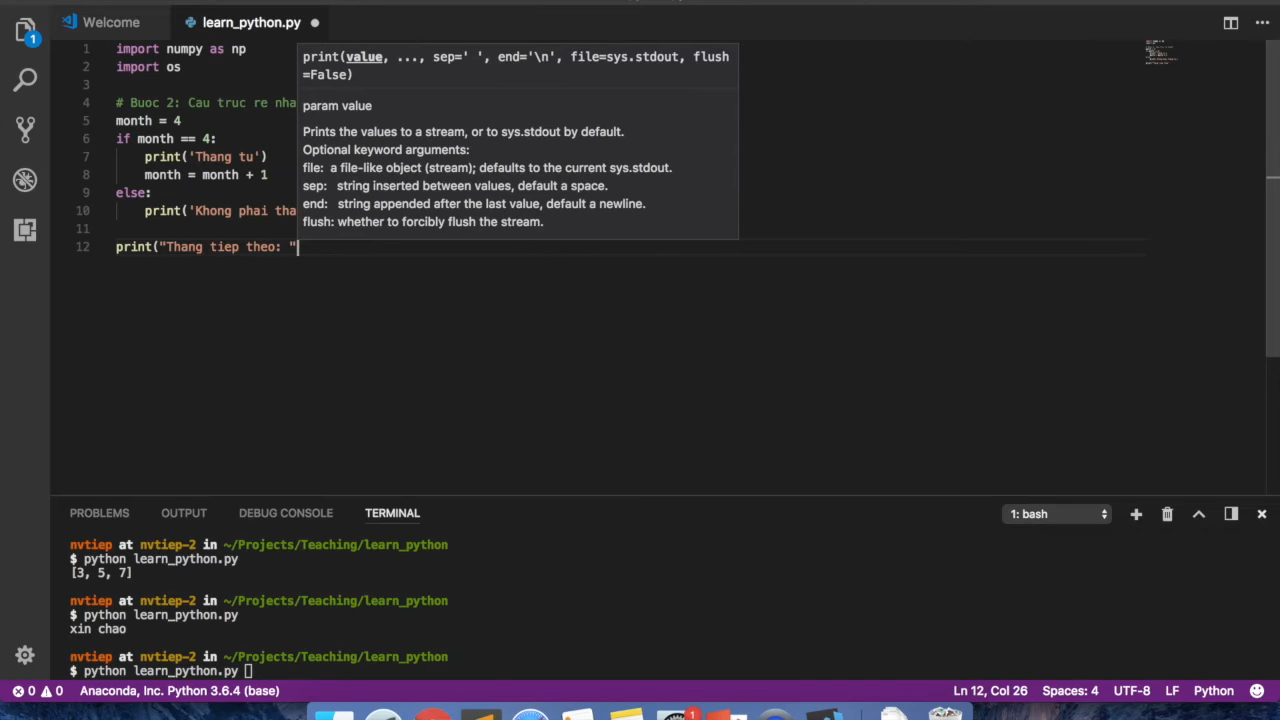 Welcome
learn_python.py
1
1 import numpy as np
2 import os
3
4 # Buoc 2: Cau truc re nha
5 month = 4
6 if month == 4:
7 print('Thang tu')
8 month = month + 1
9 else:
10 print('Khong phai tha
11
12 print("Thang tiep theo: "
print(value, ..., sep=' ', end='\n', file=sys.stdout, flush
=False)
param value
Prints the values to a stream, or to sys.stdout by default.
Optional keyword arguments:
file: a file-like object (stream); defaults to the current sys.stdout.
sep: string inserted between values, default a space.
end: string appended after the last value, default a newline.
flush: whether to forcibly flush the stream.
PROBLEMS OUTPUT DEBUG CONSOLE TERMINAL
1: bash
nvtiep at nvtiep-2 in ~/Projects/Teaching/learn_python
$ python learn_python.py
[3, 5, 7]
nvtiep at nvtiep-2 in ~/Projects/Teaching/learn_python
$ python learn_python.py
xin chao
nvtiep at nvtiep-2 in ~/Projects/Teaching/learn_python
$ python learn_python.py
0 0 Anaconda, Inc. Python 3.6.4 (base) Ln 12, Col 26 Spaces: 4 UTF-8 LF Python
1